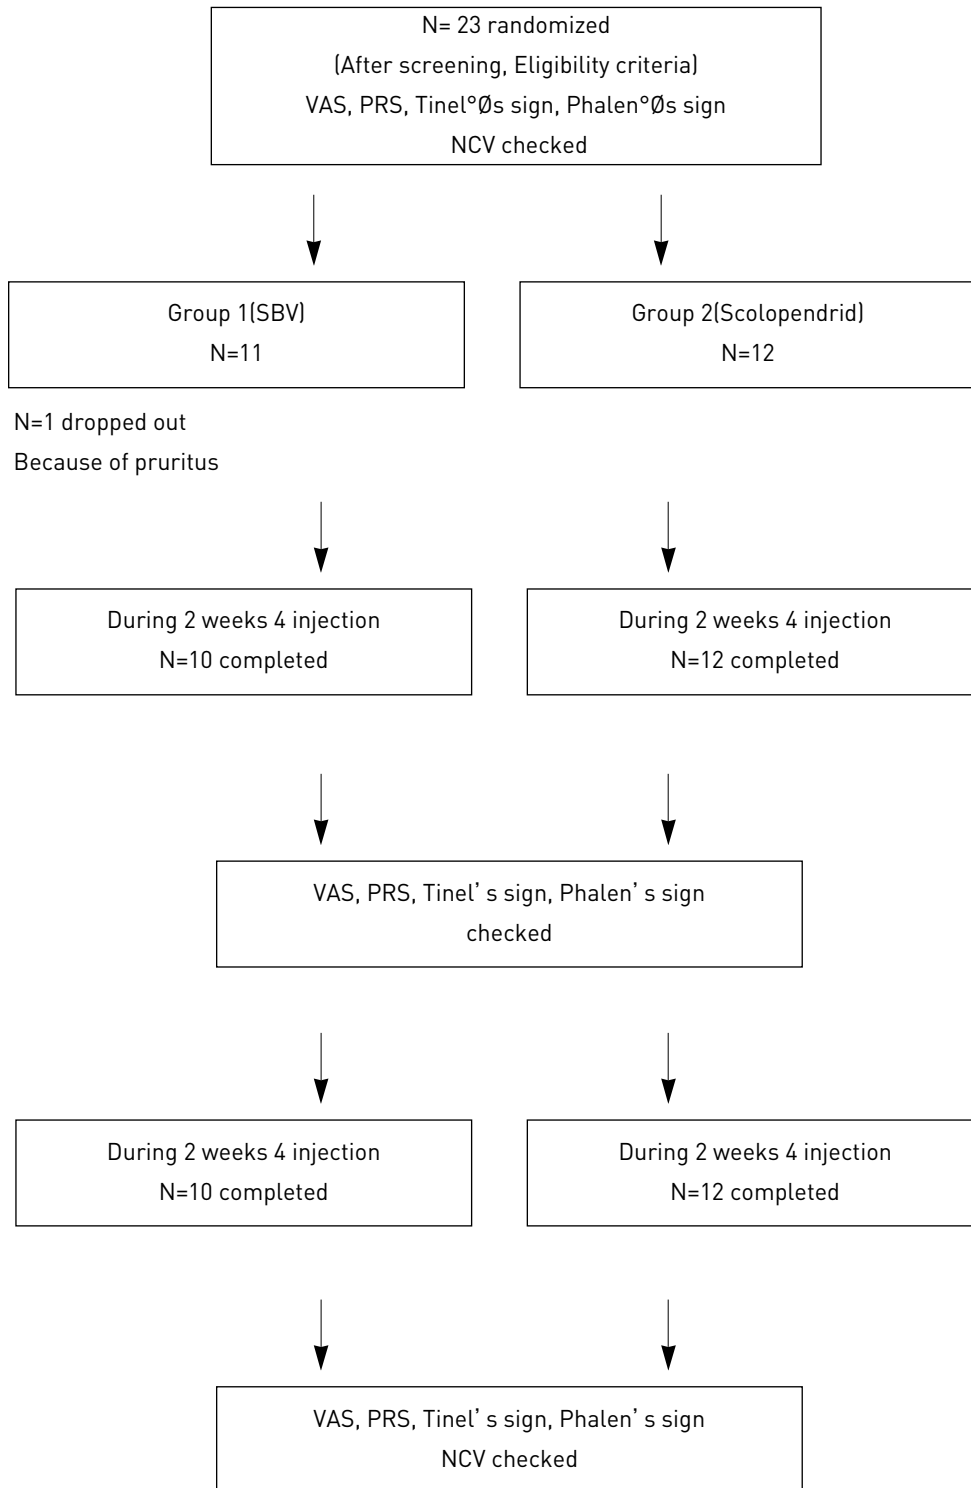 N= 23 randomized
(After screening, Eligibility criteria)
VAS, PRS, Tinel°Øs sign, Phalen°Øs sign
NCV checked
Group 1(SBV)
N=11
Group 2(Scolopendrid)
N=12
N=1 dropped out
Because of pruritus
During 2 weeks 4 injection
N=10 completed
During 2 weeks 4 injection
N=12 completed
VAS, PRS, Tinel’ s sign, Phalen’ s sign
checked
During 2 weeks 4 injection
N=10 completed
During 2 weeks 4 injection
N=12 completed
VAS, PRS, Tinel’ s sign, Phalen’ s sign
NCV checked